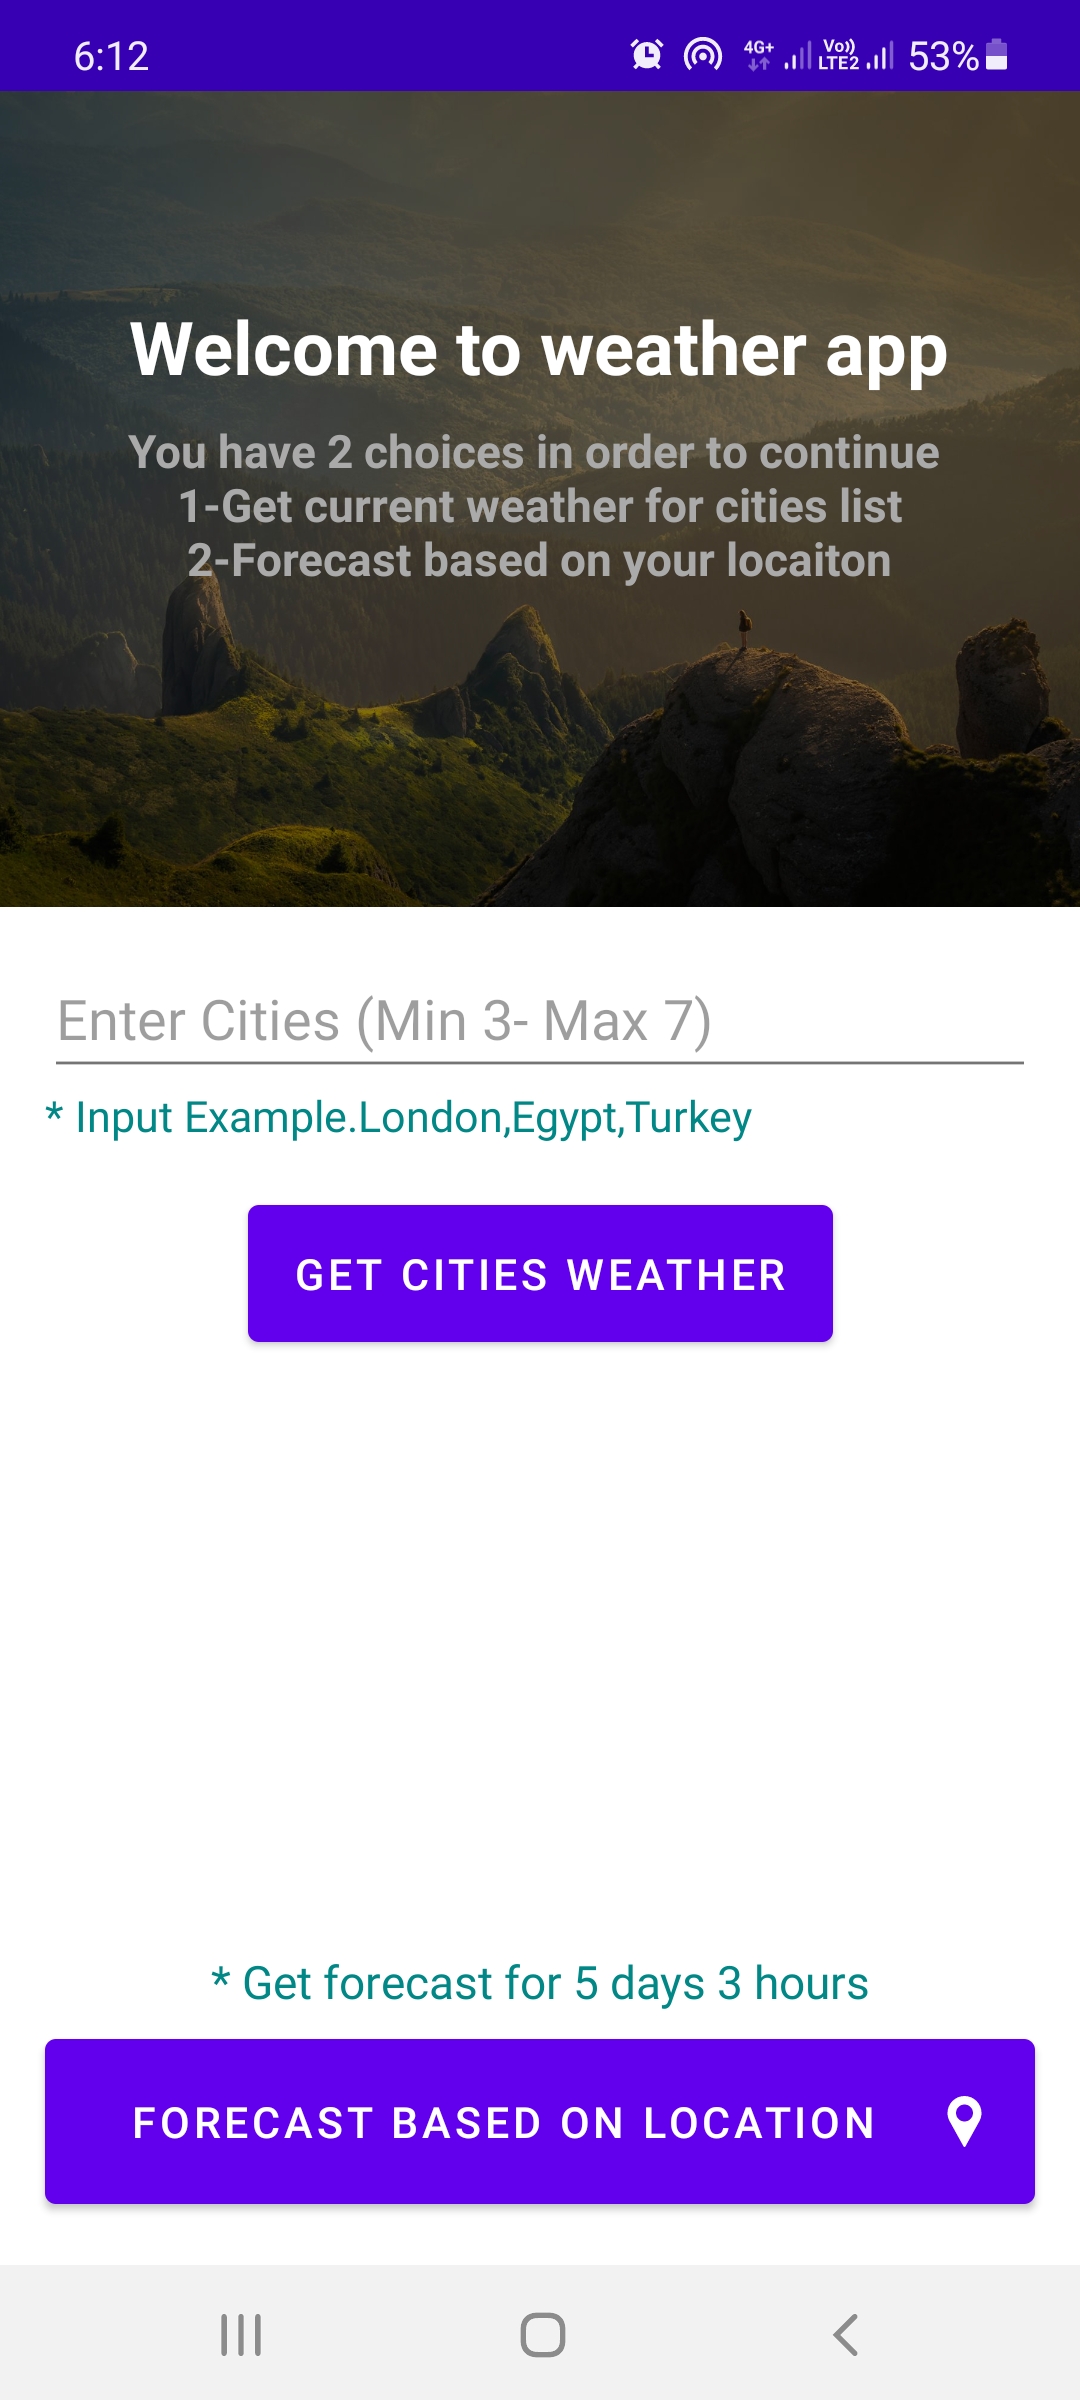 6:12
4G+ Vo)) LTE2 53%
Welcome to weather app
You have 2 choices in order to continue
1-Get current weather for cities list
2-Forecast based on your locaiton
Enter Cities (Min 3- Max 7)
* Input Example.London,Egypt,Turkey
GET CITIES WEATHER
* Get forecast for 5 days 3 hours
FORECAST BASED ON LOCATION